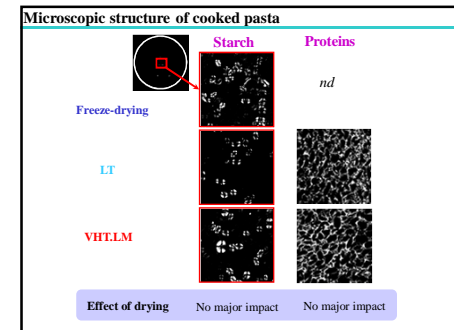 Microscopic structure of cooked pasta
Starch Proteins
nd
Freeze-drying
LT
VHT.LM
Effect of drying No major impact No major impact